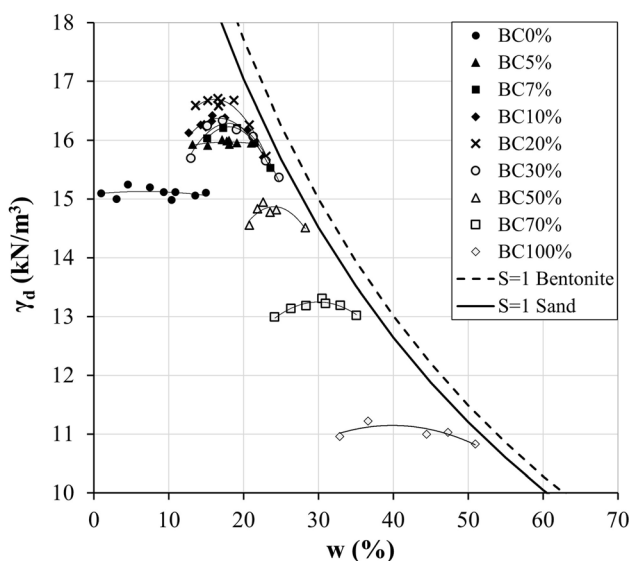 18
17
16
15
14
13
12
11
10
γd (kN/m³)
0
10
20
30
40
50
60
70
w (%)
BC0%
BC5%
BC7%
BC10%
BC20%
BC30%
BC50%
BC70%
BC100%
S=1 Bentonite
S=1 Sand